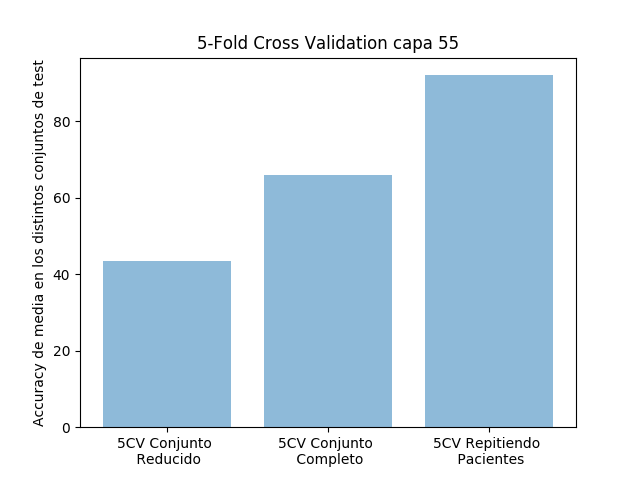 5-Fold Cross Validation capa 55
Accuracy de media en los distintos conjuntos de test
80
60
40
20
0
5CV Conjunto
Reducido
5CV Conjunto
Completo
5CV Repitiendo
Pacientes